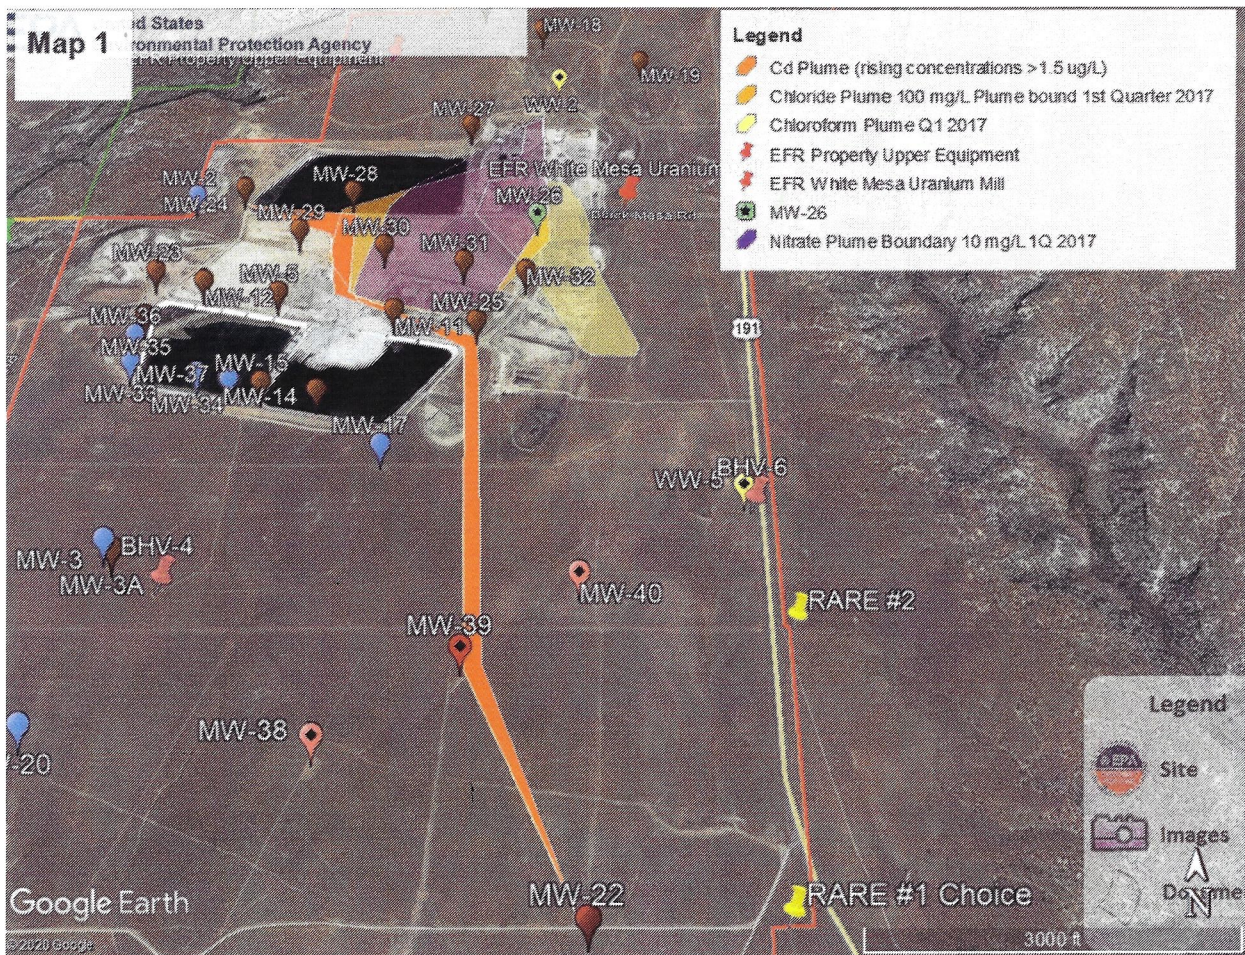 Map 1
ed States
ironmental Protection Agency
EFR Property Upper Equipment
MW-18
MW-19
WW-2
MW-27
EFR White Mesa Uranium
MW-2
MW-24
MW-28
MW-26
MW-29
MW-30
MW-31
MW-23
MW-5
MW-32
MW-12
MW-25
MW-36
MW-11
MW-35
MW-37
MW-15
MW-33
MW-34
MW-14
MW-17
191
WW-5
BHV-6
MW-3
BHV-4
MW-3A
MW-40
RARE #2
MW-39
MW-38
-20
MW-22
RARE #1 Choice
Legend
Cd Plume (rising concentrations >1.5 ug/L)
Chloride Plume 100 mg/L Plume bound 1st Quarter 2017
Chloroform Plume Q1 2017
EFR Property Upper Equipment
EFR White Mesa Uranium Mill
MW-26
Nitrate Plume Boundary 10 mg/L 1Q 2017
Legend
EPA
Site
Images
Docume
N
Google Earth
©2020 Google
3000 ft